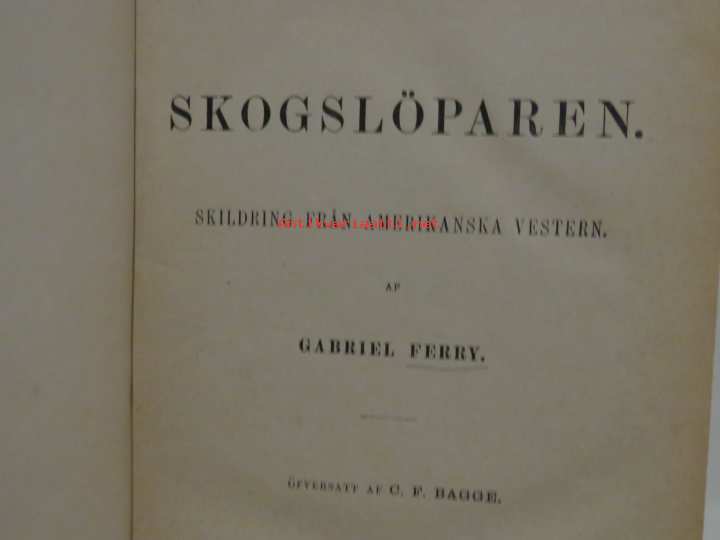 SKOGSLÖPAREN.
SKILDRING FRÅN AMERIKANSKA VESTERN.
AF
GABRIEL FERRY.
ÖFVERSATT AF C. F. BAGGE.